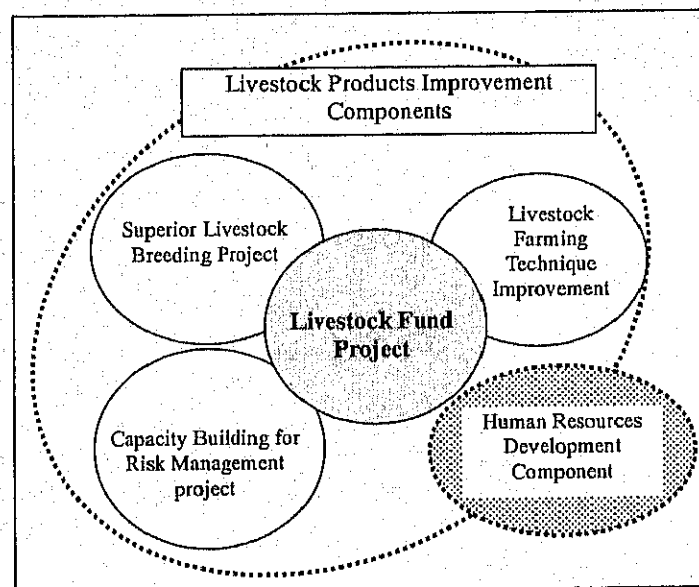 Livestock Products Improvement
Components
Superior Livestock
Breeding Project
Livestock
Farming
Technique
Improvement
Livestock Fund
Project
Capacity Building for
Risk Management
project
Human Resources
Development
Component